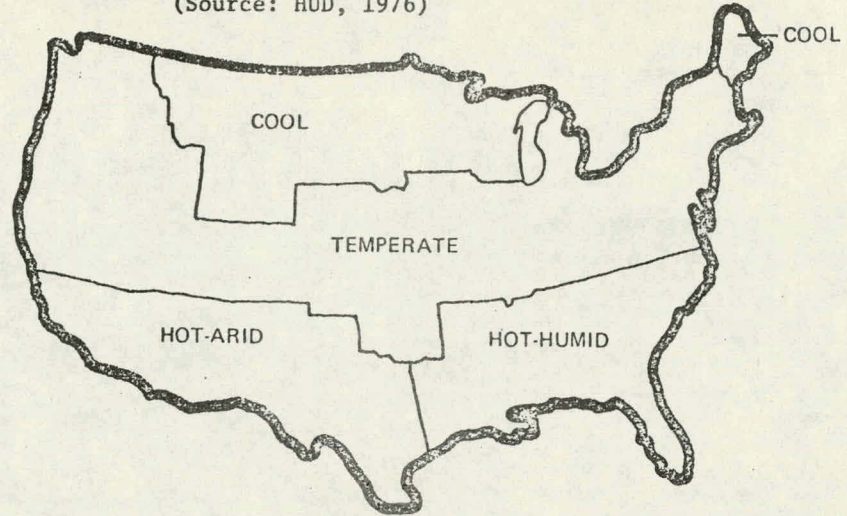 (Source: HUD, 1976)
COOL
COOL
TEMPERATE
HOT-ARID
HOT-HUMID